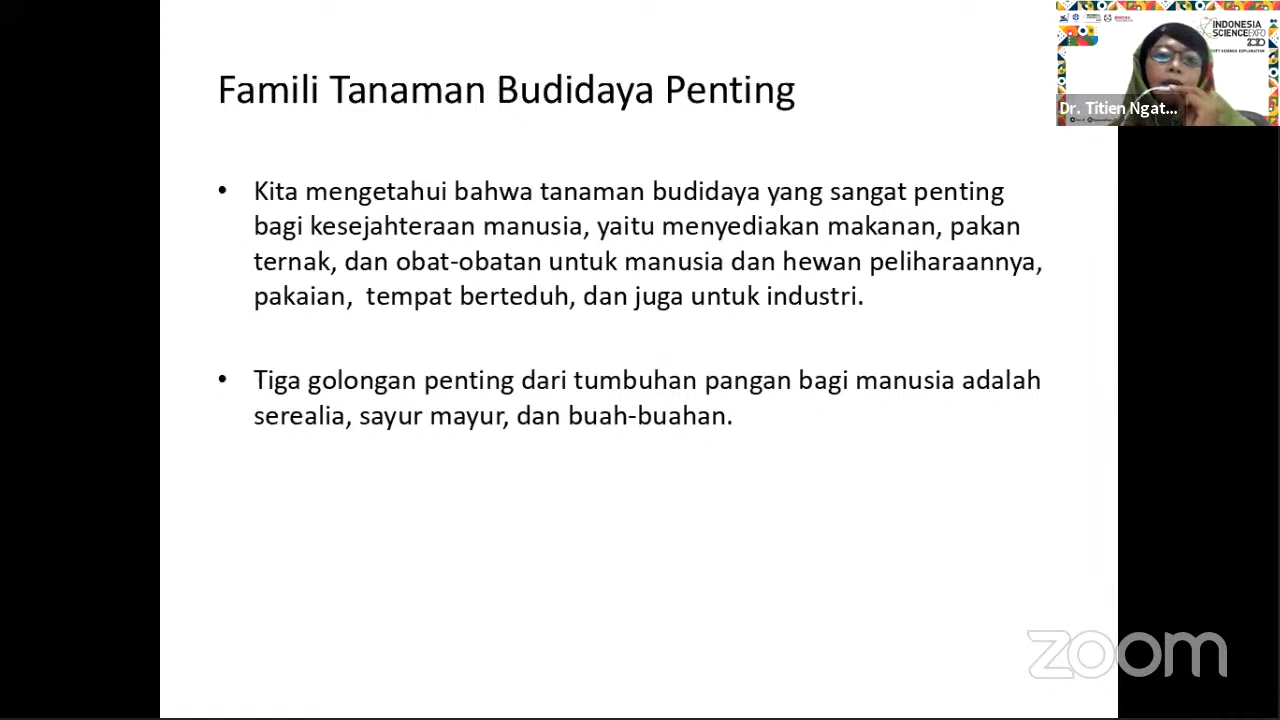 Famili Tanaman Budidaya Penting
• Kita mengetahui bahwa tanaman budidaya yang sangat penting
bagi kesejahteraan manusia, yaitu menyediakan makanan, pakan
ternak, dan obat-obatan untuk manusia dan hewan peliharaannya,
pakaian,  tempat berteduh, dan juga untuk industri.
• Tiga golongan penting dari tumbuhan pangan bagi manusia adalah
serealia, sayur mayur, dan buah-buahan.
INDONESIA
SCIENCE EXPO
2020
Dr. Titien Ngat...
zoom